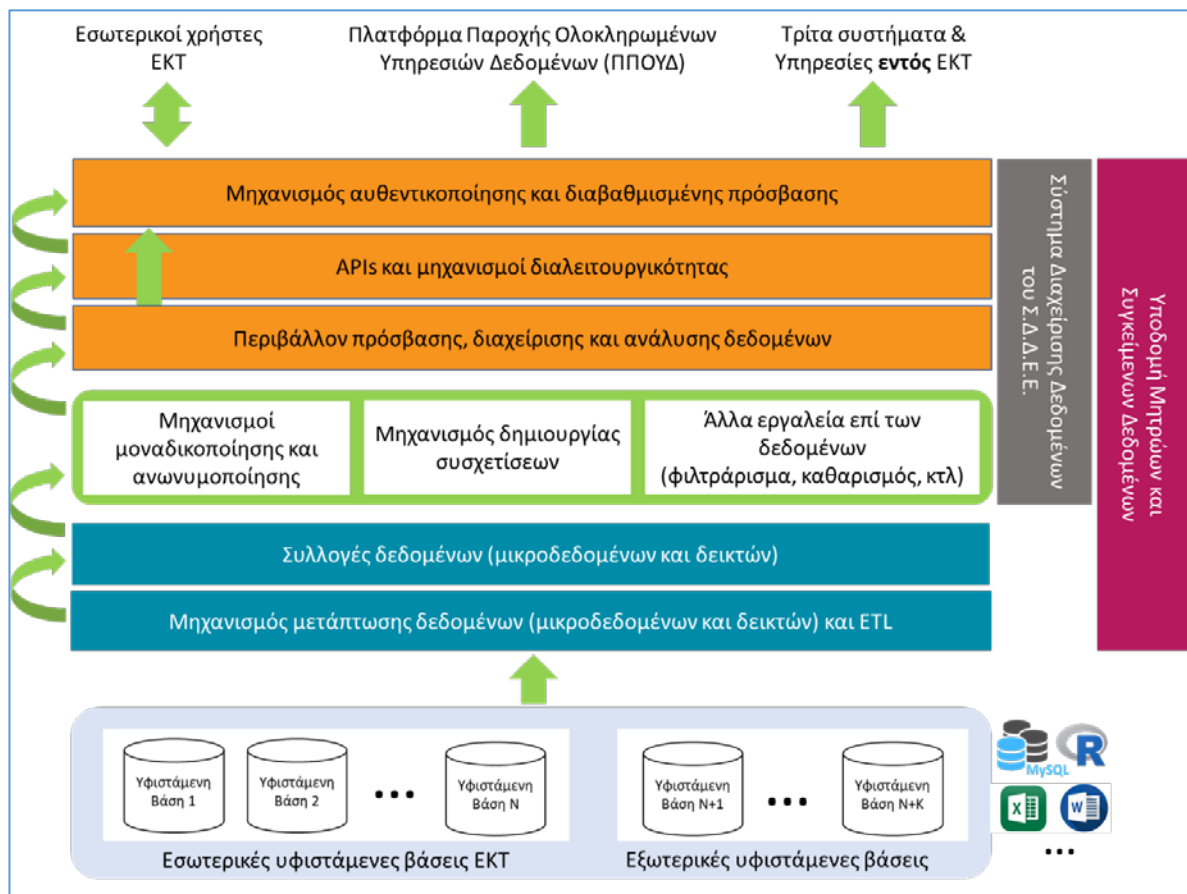 Εσωτερικοί χρήστες
ΕΚΤ
Πλατφόρμα Παροχής Ολοκληρωμένων
Υπηρεσιών Δεδομένων (ΠΠΟΥΔ)
Τρίτα συστήματα &
Υπηρεσίες εντός ΕΚΤ
Μηχανισμός αυθεντικοποίησης και διαβαθμισμένης πρόσβασης
APIs και μηχανισμοί διαλειτουργικότητας
Περιβάλλον πρόσβασης, διαχείρισης και ανάλυσης δεδομένων
Μηχανισμοί
μοναδικοποίησης και
ανωνυμοποίησης
Μηχανισμός δημιουργίας
συσχετίσεων
Άλλα εργαλεία επί των
δεδομένων
(φιλτράρισμα, καθαρισμός, κτλ)
Σύστημα Διαχείρισης Δεδομένων
του Σ.Δ.Δ.Ε.Ε.
Υποδομή Μητρώων και
Συγκείμενων Δεδομένων
Συλλογές δεδομένων (μικροδεδομένων και δεικτών)
Μηχανισμός μετάπτωσης δεδομένων (μικροδεδομένων και δεικτών) και ETL
Υφιστάμενη
Βάση 1
Υφιστάμενη
Βάση 2
...
Υφιστάμενη
Βάση Ν
Υφιστάμενη
Βάση Ν+1
...
Υφιστάμενη
Βάση Ν+Κ
Εσωτερικές υφιστάμενες βάσεις ΕΚΤ
Εξωτερικές υφιστάμενες βάσεις
MySQL
R
X
W
...